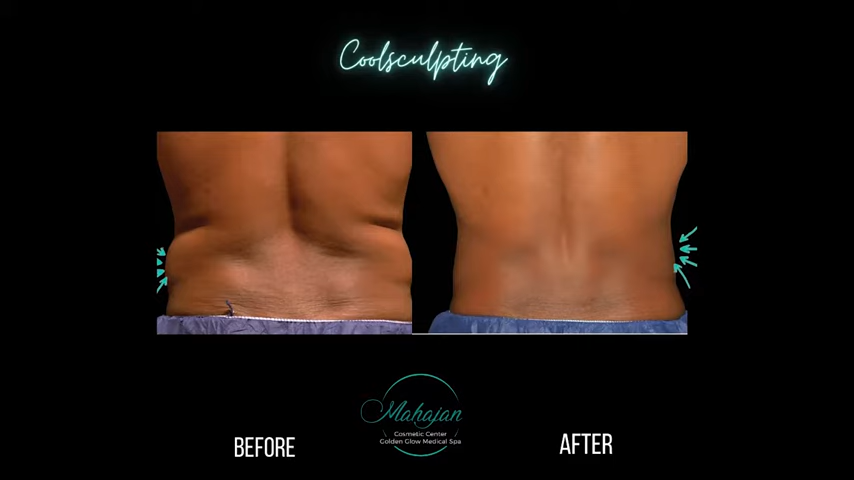 Coolsculpting
Mahajan
Cosmetic Center
Golden Glow Medical Spa
BEFORE
AFTER